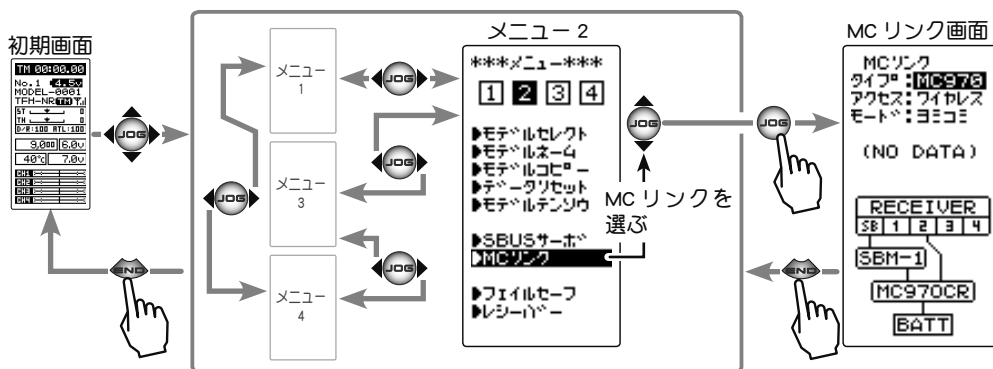 初期画面
TM 00:00.00
No.1 4.5v
MODEL-0001
TFH-NR TM
ST 0
TH 0
D/R:100 ATL:100
9,000 6.0v
40℃ 7.0v
CH1
CH2
CH3
CH4
JOG
END
JOG
メニュー
1
メニュー
3
メニュー
4
JOG
JOG
JOG
メニュー 2
***メニュー***
1 2 3 4
▶モデルセレクト
▶モデルネーム
▶モデルコピー
▶データリセット
▶モデルテンソウ
▶SBUSサーボ
▶MCリンク
▶フェイルセーフ
▶レシーバー
JOG
MC リンクを
選ぶ
JOG
END
MC リンク画面
MCリンク
タイプ:MC970
アクセス:ワイヤレス
モード:ヨミコミ
(NO DATA)
RECEIVER
SB 1 2 3 4
SBM-1
MC970CR
BATT